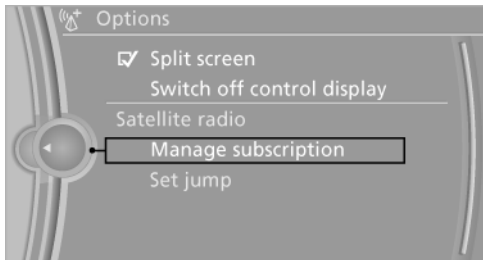 Options
Split screen
Switch off control display
Satellite radio
Manage subscription
Set jump